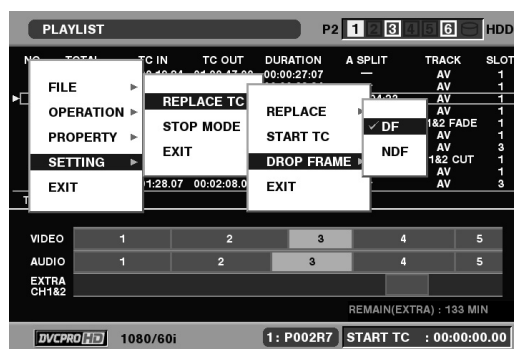 PLAYLIST P2 1 2 3 4 5 6 HDD
TOTAL TC IN TC OUT DURATION A SPLIT TRACK SLOT
00:00:27:07 — AV 1
AV 1
FILE
OPERATION
PROPERTY
SETTING
EXIT
REPLACE TC
STOP MODE
EXIT
REPLACE
START TC
DROP FRAME
EXIT
✓ DF
NDF
AV 1
1&2 FADE 1
AV 1
AV 3
1&2 CUT 1
AV 1
1:28.07 00:02:08.0 AV 3
VIDEO 1 2 3 4 5
AUDIO 1 2 3 4 5
EXTRA
CH1&2
REMAIN(EXTRA) : 133 MIN
DVCPRO HD 1080/60i 1: P002R7 START TC : 00:00:00.00